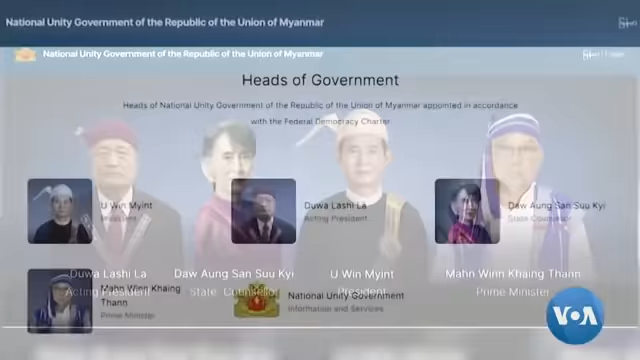 National Unity Government of the Republic of the Union of Myanmar
National Unity Government of the Republic of the Union of Myanmar
Heads of Government
Heads of National Unity Government of the Republic of the Union of Myanmar appointed in accordance
with the Federal Democracy Charter
U Win Myint
President
Duwa Lashi La
Acting President
Daw Aung San Suu Kyi
State Counsellor
Duwa Lashi La
Acting President
Daw Aung San Suu Kyi
State Counsellor
U Win Myint
President
Mahn Winn Khaing Thann
Prime Minister
Mahn Winn Khaing
Thann
Prime Minister
National Unity Government
Information and Services
VOA